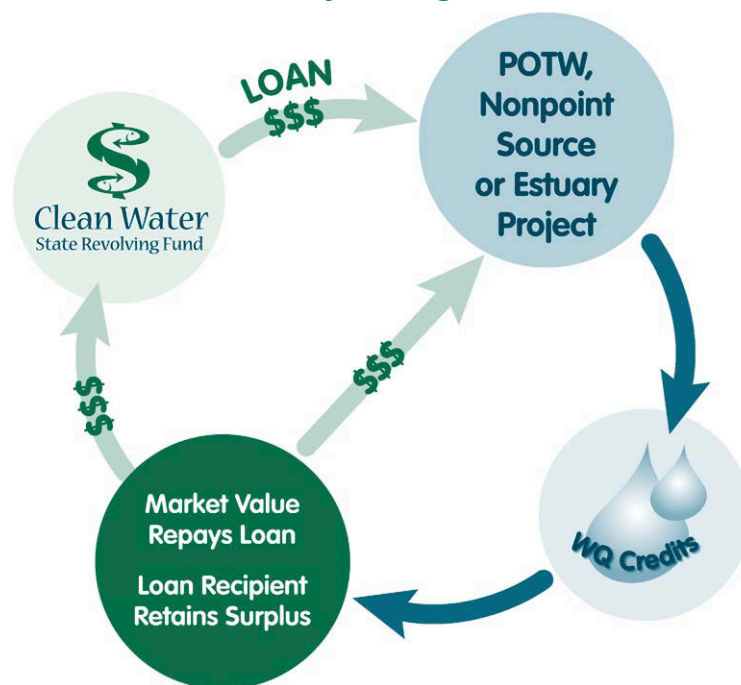 LOAN
$$$
POTW,
Nonpoint
Source
or Estuary
Project
Clean Water
State Revolving Fund
$$$
$$$
WQ Credits
Market Value
Repays Loan
Loan Recipient
Retains Surplus